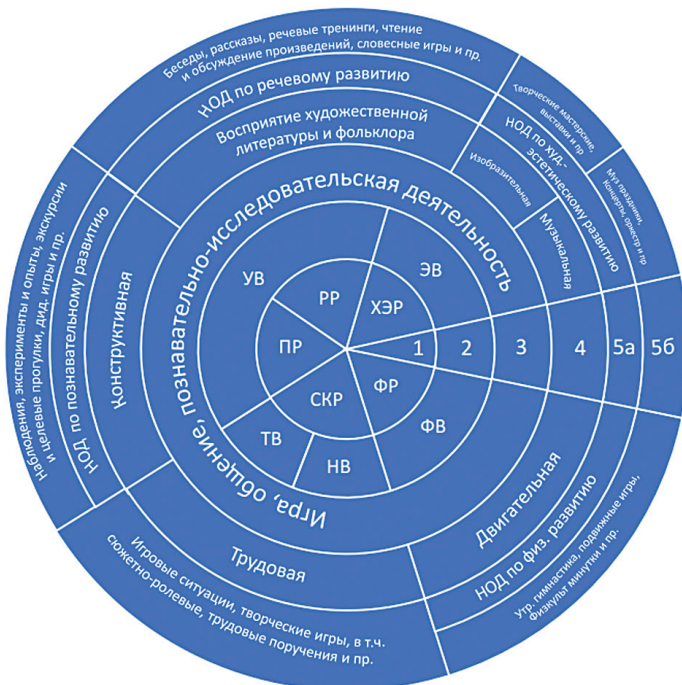 Беседы, рассказы, речевые тренинги, чтение
и обсуждение произведений, словесные игры и пр.
НОД по речевому развитию
Восприятие художественной
литературы и фольклора
Творческие мастерские,
выставки и пр
НОД по худ.-
эстетическому развитию
Муз праздники,
Концерты, оркестр и пр
Изобразительная
Музыкальная
Наблюдения, эксперименты и опыты, экскурсии
и целевые прогулки, дид. игры и пр.
НОД по познавательному развитию
Конструктивная
Игра, общение, познавательно-исследовательская деятельность
УВ
ЭВ
РР
ХЭР
ПР
1
2
3
4
5а
5б
СКР
ФР
ТВ
НВ
ФВ
Двигательная
НОД по физ. развитию
Утр. гимнастика, подвижные игры,
Физкульт минутки и пр.
Трудовая
Игровые ситуации, творческие игры, в т.ч.
сюжетно-ролевые, трудовые поручения и пр.